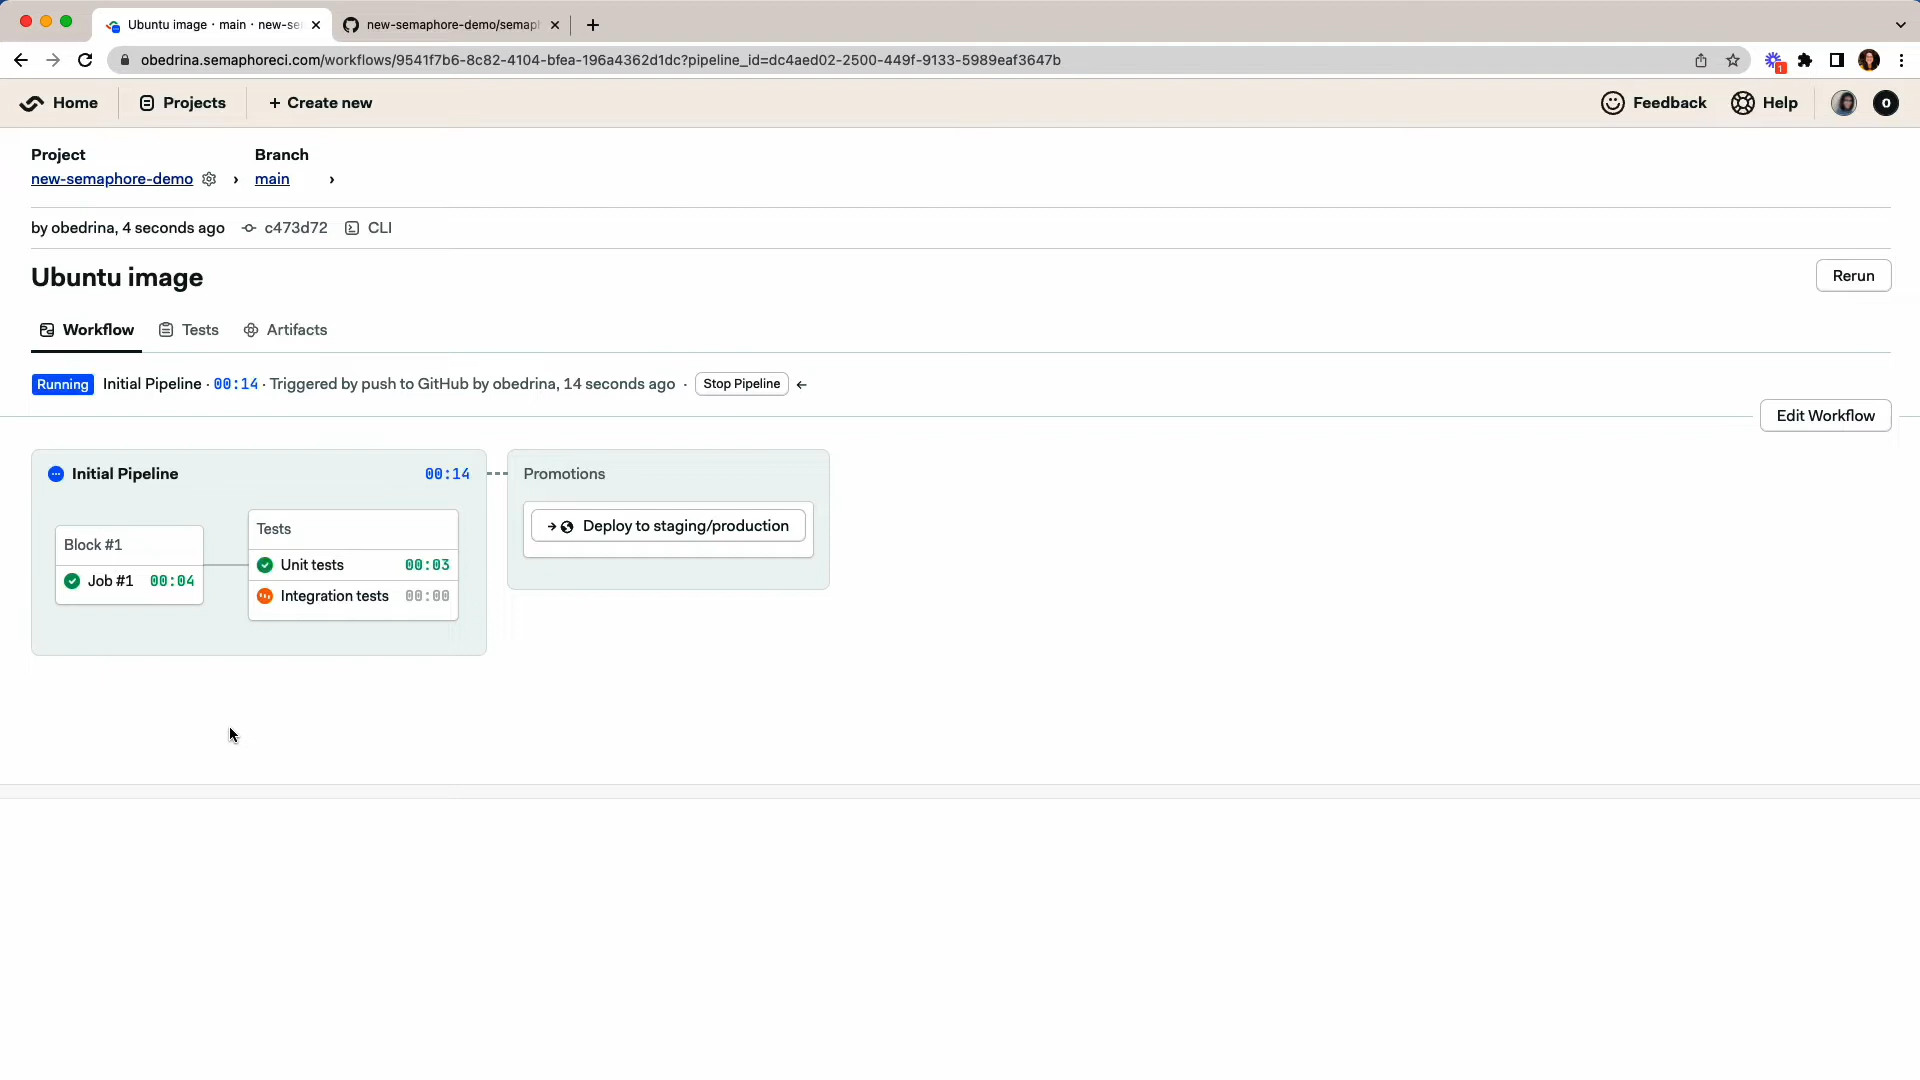 Ubuntu image · main · new-se
new-semaphore-demo/semaph
obedrina.semaphoreci.com/workflows/9541f7b6-8c82-4104-bfea-196a4362d1dc?pipeline_id=dc4aed02-2500-449f-9133-5989eaf3647b
1
Home
Projects
+ Create new
Feedback
Help
O
Project
Branch
new-semaphore-demo
›
main
›
by obedrina, 4 seconds ago
c473d72
CLI
Ubuntu image
Rerun
Workflow
Tests
Artifacts
Running Initial Pipeline · 00:14 · Triggered by push to GitHub by obedrina, 14 seconds ago · Stop Pipeline ←
Edit Workflow
Initial Pipeline 00:14
Promotions
Block #1
Job #1 00:04
Tests
Unit tests 00:03
Integration tests 00:00
→ Deploy to staging/production